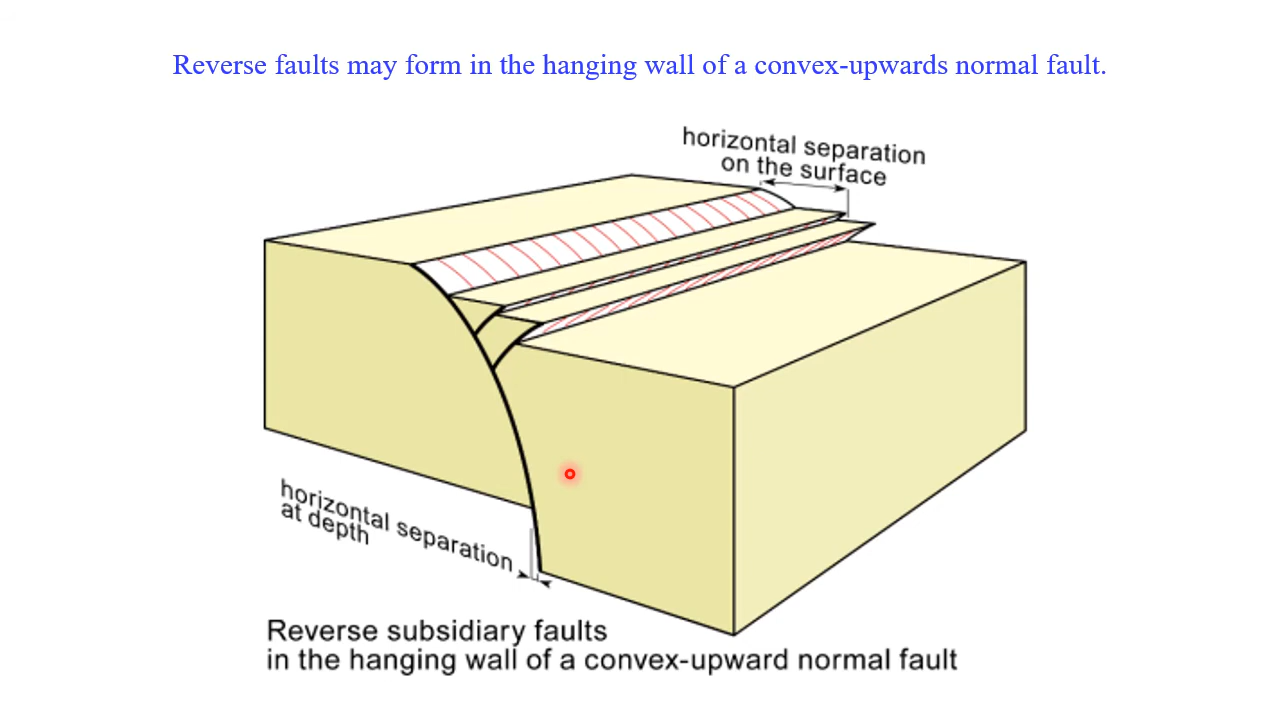 Reverse faults may form in the hanging wall of a convex-upwards normal fault.
horizontal separation
on the surface
horizontal separation
at depth
Reverse subsidiary faults
in the hanging wall of a convex-upward normal fault